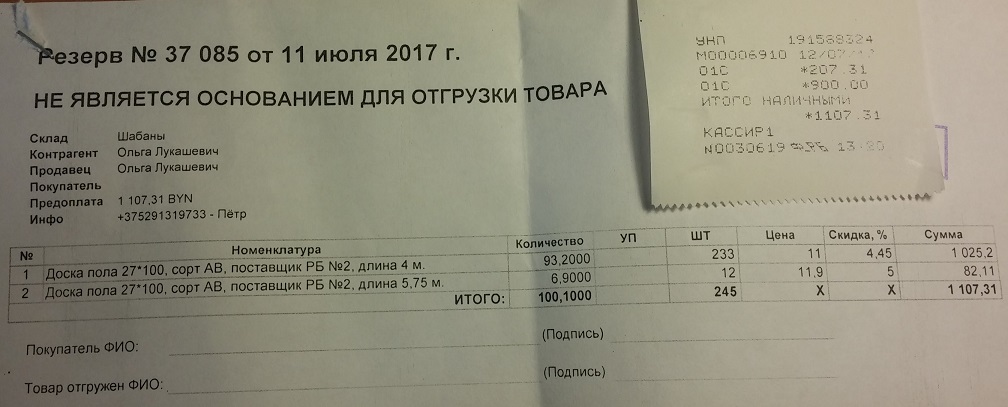 Резерв № 37 085 от 11 июля 2017 г.
НЕ ЯВЛЯЕТСЯ ОСНОВАНИЕМ ДЛЯ ОТГРУЗКИ ТОВАРА
Склад Шабаны
Контрагент Ольга Лукашевич
Продавец Ольга Лукашевич
Покупатель
Предоплата 1 107,31 BYN
Инфо +375291319733 - Пётр
УНП 191568324
М00006910 12/07/
01С *207.31
01С *900.00
ИТОГО НАЛИЧНЫМИ
*1107.31
КАССИР1
N0030619 13-20
№ Номенклатура Количество УП ШТ Цена Скидка, % Сумма
1 Доска пола 27*100, сорт АВ, поставщик РБ №2, длина 4 м. 93,2000 233 11 4,45 1 025,2
2 Доска пола 27*100, сорт АВ, поставщик РБ №2, длина 5,75 м. 6,9000 12 11,9 5 82,11
ИТОГО: 100,1000 245 X X 1 107,31
Покупатель ФИО: (Подпись)
Товар отгружен ФИО: (Подпись)